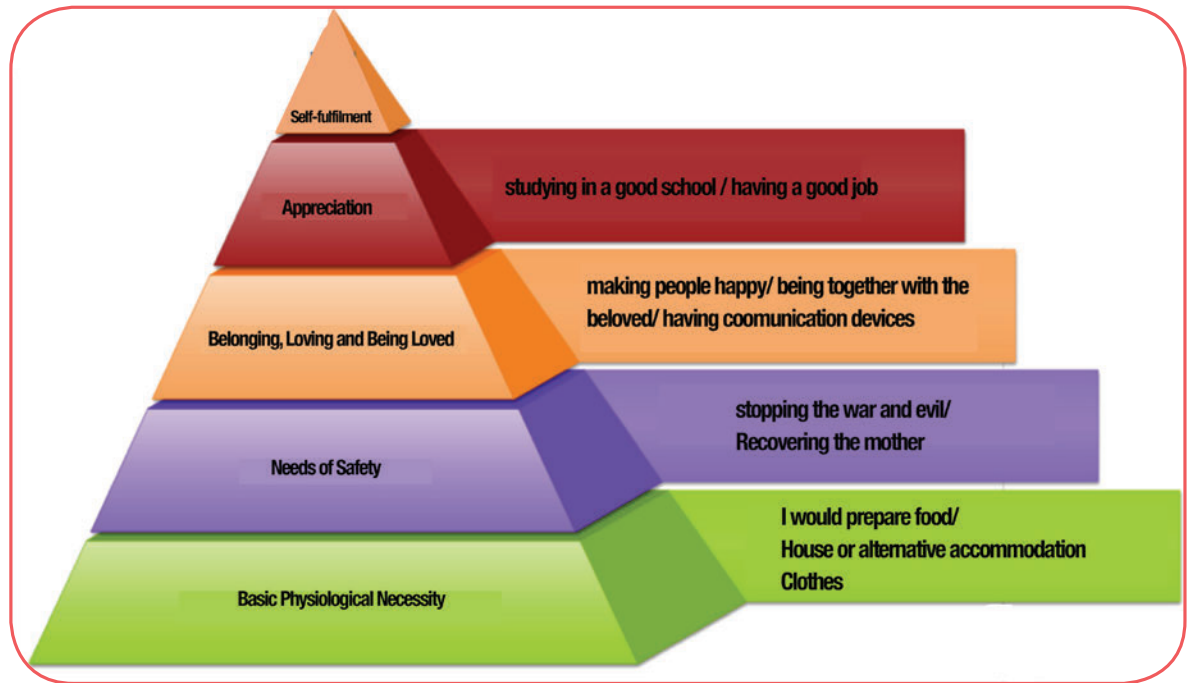 Self-fulfilment
Appreciation
studying in a good school / having a good job
Belonging, Loving and Being Loved
making people happy/ being together with the
beloved/ having coomunication devices
Needs of Safety
stopping the war and evil/
Recovering the mother
Basic Physiological Necessity
I would prepare food/
House or alternative accommodation
Clothes